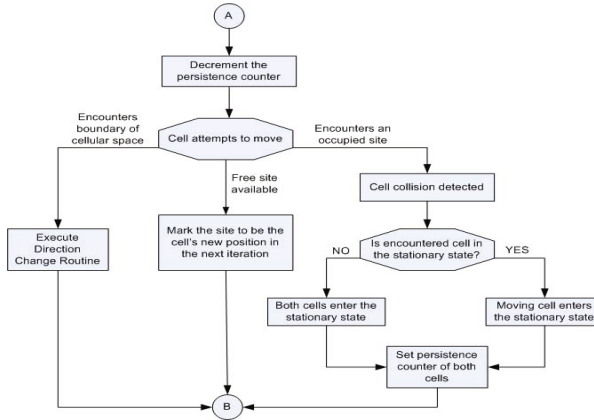 A
Decrement the
persistence counter
Encounters
boundary of
cellular space
Cell attempts to move
Encounters an
occupied site
Free site
available
Cell collision detected
Execute
Direction
Change Routine
Mark the site to be the
cell's new position in
the next iteration
NO
Is encountered cell in
the stationary state?
YES
Both cells enter the
stationary state
Moving cell enters
the stationary state
Set persistence
counter of both
cells
B